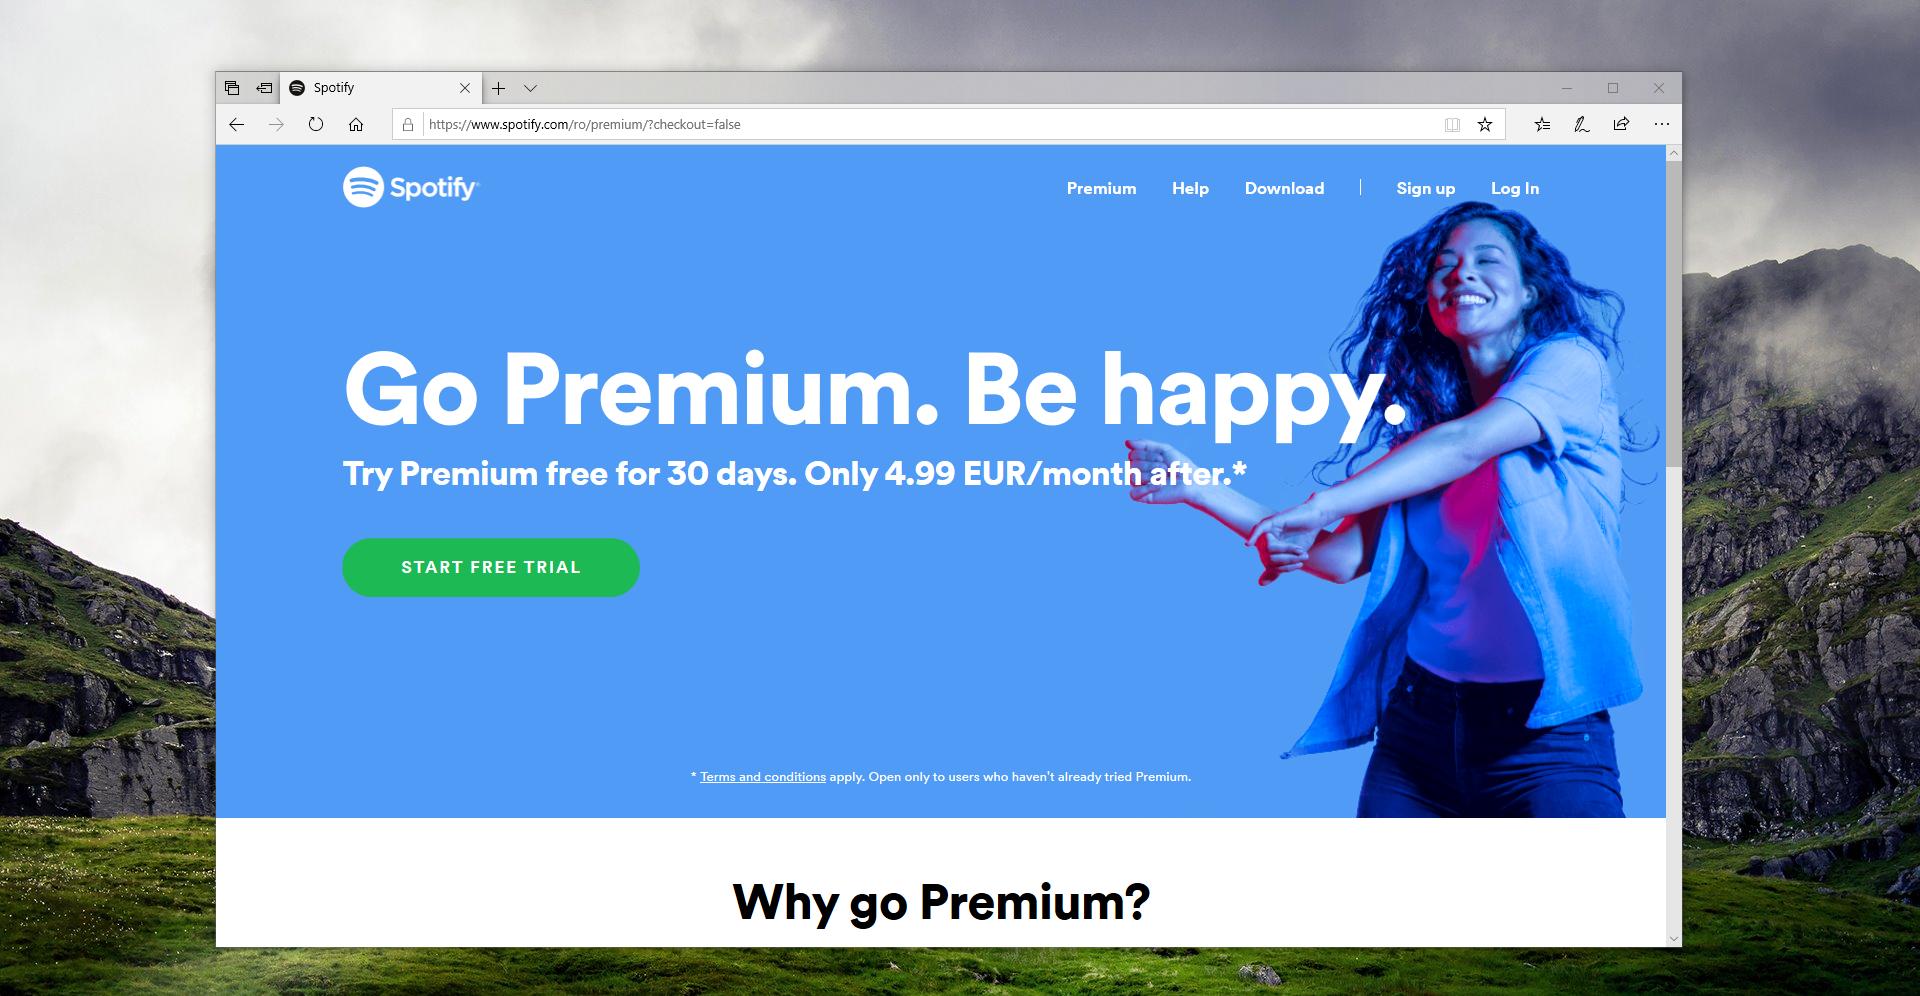 Spotify
https://www.spotify.com/ro/premium/?checkout=false
Spotify
Premium Help Download | Sign up Log In
Go Premium. Be happy.
Try Premium free for 30 days. Only 4.99 EUR/month after.*
START FREE TRIAL
* Terms and conditions apply. Open only to users who haven't already tried Premium.
Why go Premium?